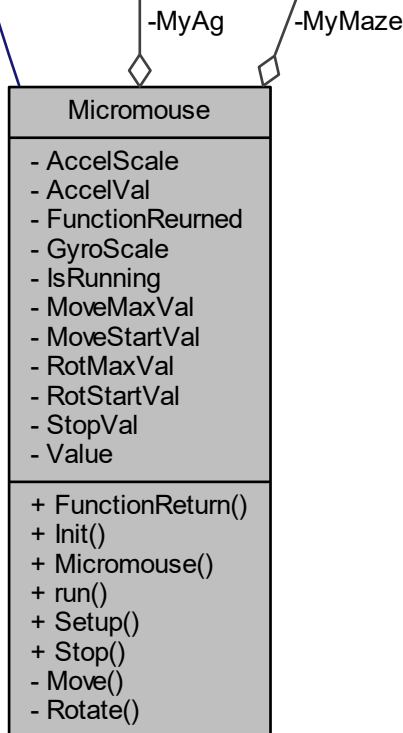 -MyAg
-MyMaze
Micromouse
- AccelScale
- AccelVal
- FunctionReurned
- GyroScale
- IsRunning
- MoveMaxVal
- MoveStartVal
- RotMaxVal
- RotStartVal
- StopVal
- Value
+ FunctionReturn()
+ Init()
+ Micromouse()
+ run()
+ Setup()
+ Stop()
- Move()
- Rotate()